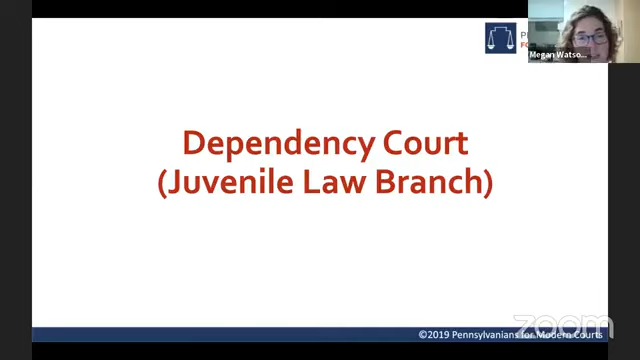 Megan Watso...
Dependency Court
(Juvenile Law Branch)
©2019 Pennsylvanians for Modern Courts
zoom